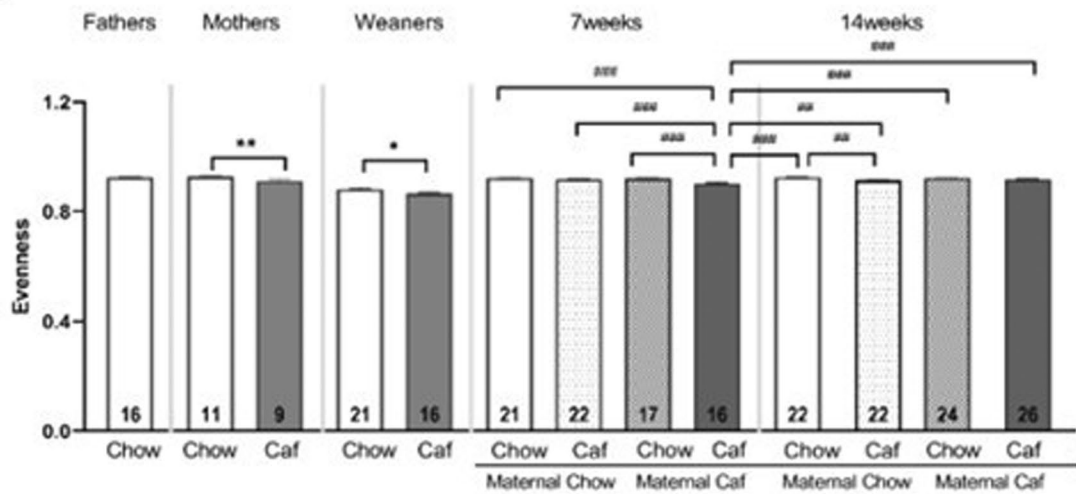 Fathers Mothers Weaners 7weeks 14weeks
###
### ###
### ##
** * ### ### ##
1.2
0.8
0.4
0.0
Evenness
16 11 9 21 16 21 22 17 16 22 22 24 26
Chow Chow Caf Chow Caf Chow Caf Chow Caf Chow Caf Chow Caf
Maternal Chow Maternal Caf Maternal Chow Maternal Caf